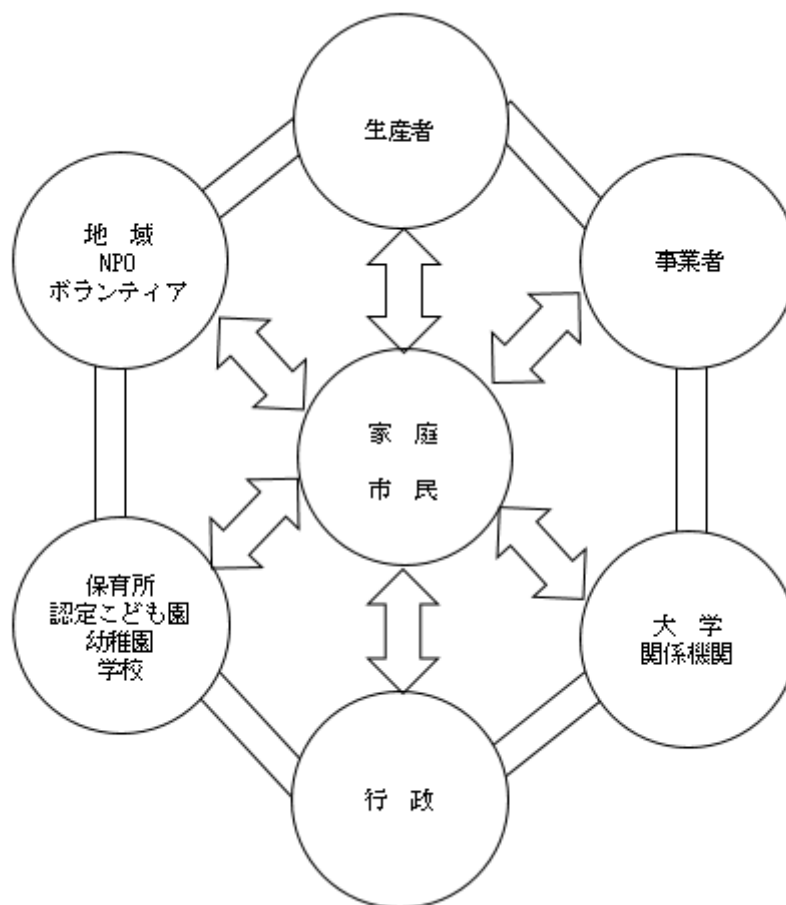 生産者
地　域
NPO
ボランティア
事業者
家　庭
市　民
保育所
認定こども園
幼稚園
学校
大　学
関係機関
行　政